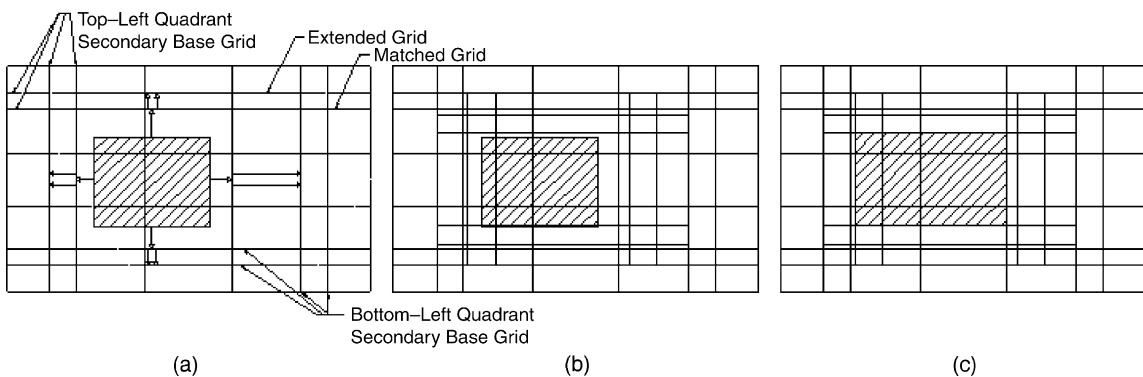 Top–Left Quadrant
Secondary Base Grid
Extended Grid
Matched Grid
Bottom–Left Quadrant
Secondary Base Grid
(a)
(b)
(c)